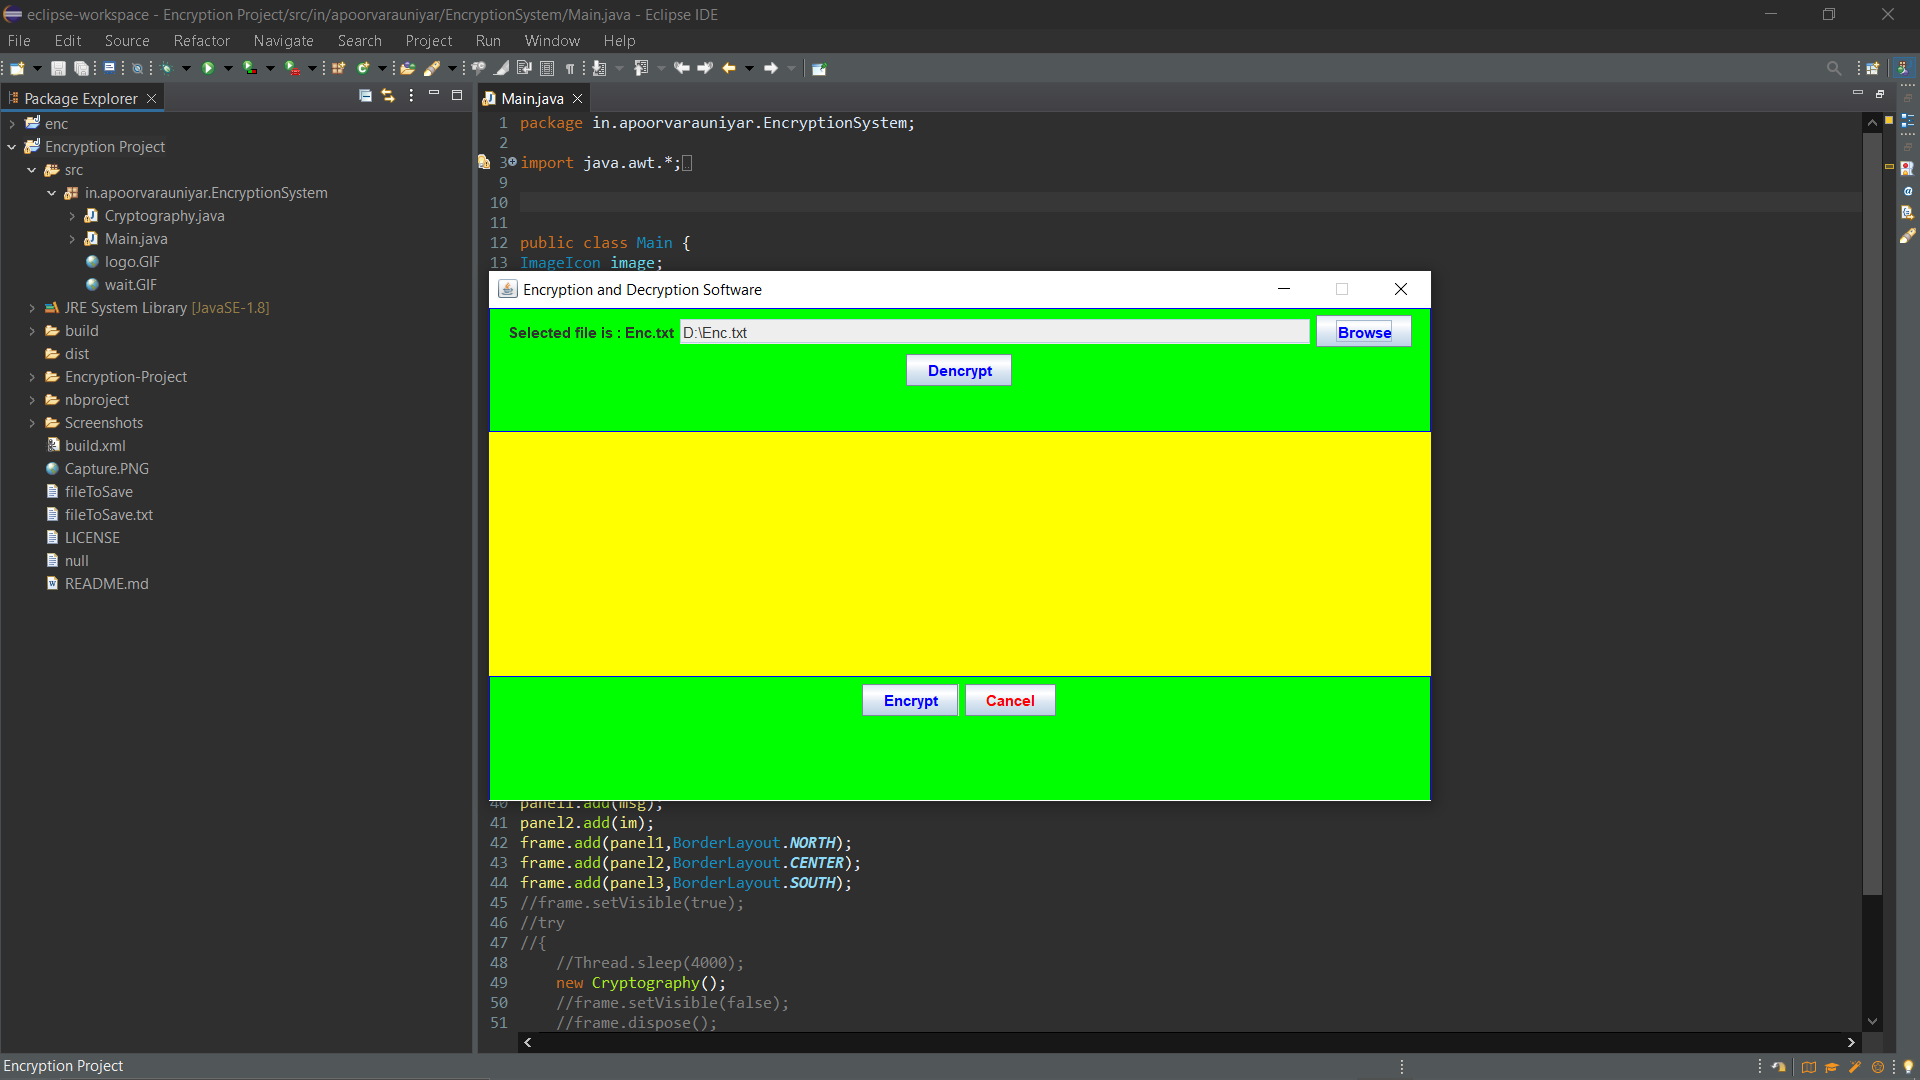 eclipse-workspace - Encryption Project/src/in/apoorvarauniyar/EncryptionSystem/Main.java - Eclipse IDE
File Edit Source Refactor Navigate Search Project Run Window Help
Package Explorer
enc
Encryption Project
src
in.apoorvarauniyar.EncryptionSystem
Cryptography.java
Main.java
logo.GIF
wait.GIF
JRE System Library [JavaSE-1.8]
build
dist
Encryption-Project
nbproject
Screenshots
build.xml
Capture.PNG
fileToSave
fileToSave.txt
LICENSE
null
README.md
Main.java
1 package in.apoorvarauniyar.EncryptionSystem;
2
3 import java.awt.*;
9
10
11
12 public class Main {
13 ImageIcon image;
Encryption and Decryption Software
Selected file is : Enc.txt D:\Enc.txt Browse
Dencrypt
Encrypt Cancel
40 panel1.add(msg);
41 panel2.add(im);
42 frame.add(panel1,BorderLayout.NORTH);
43 frame.add(panel2,BorderLayout.CENTER);
44 frame.add(panel3,BorderLayout.SOUTH);
45 //frame.setVisible(true);
46 //try
47 //{
48 //Thread.sleep(4000);
49 new Cryptography();
50 //frame.setVisible(false);
51 //frame.dispose();
Encryption Project